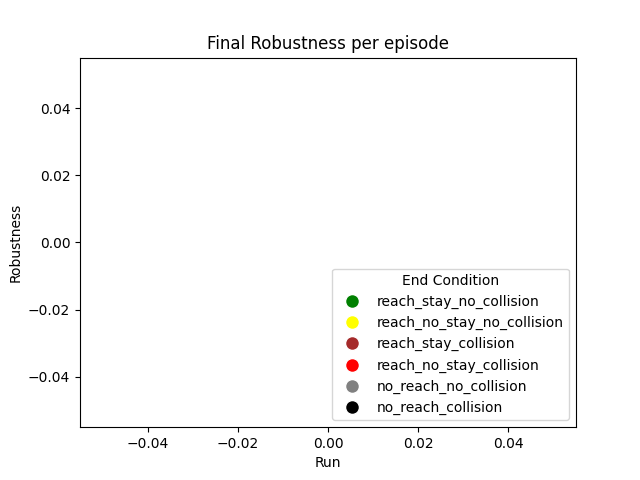 Final Robustness per episode
Robustness
0.04
0.02
0.00
−0.02
−0.04
End Condition
reach_stay_no_collision
reach_no_stay_no_collision
reach_stay_collision
reach_no_stay_collision
no_reach_no_collision
no_reach_collision
−0.04 −0.02 0.00 0.02 0.04
Run